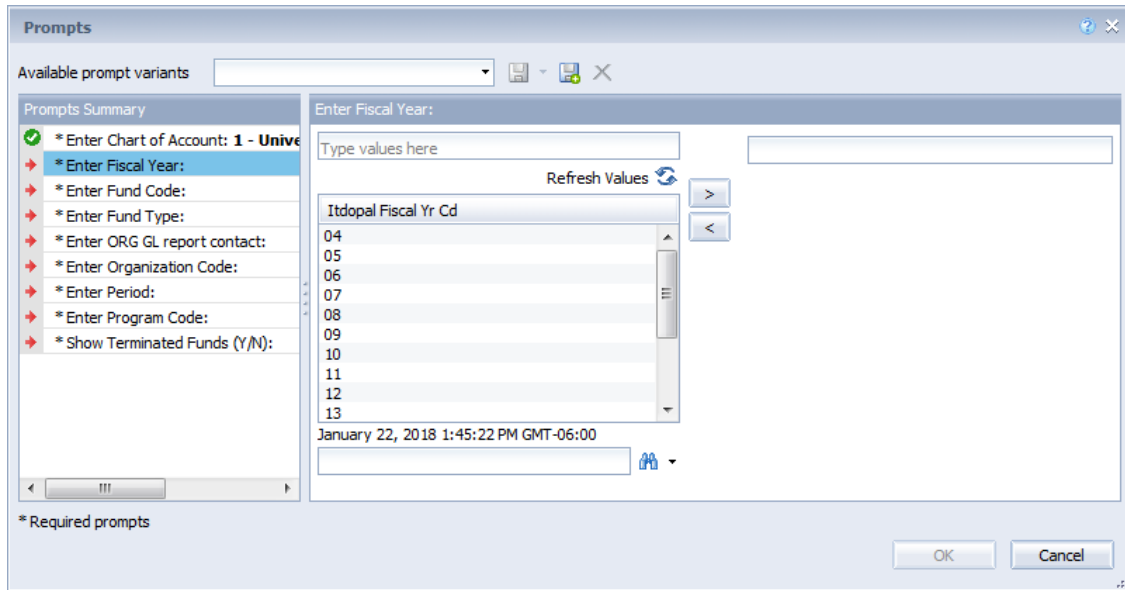 Prompts
Available prompt variants
Prompts Summary
* Enter Chart of Account: 1 - Unive
* Enter Fiscal Year:
* Enter Fund Code:
* Enter Fund Type:
* Enter ORG GL report contact:
* Enter Organization Code:
* Enter Period:
* Enter Program Code:
* Show Terminated Funds (Y/N):
Enter Fiscal Year:
Type values here
Refresh Values
Itdopal Fiscal Yr Cd
04
05
06
07
08
09
10
11
12
13
January 22, 2018 1:45:22 PM GMT-06:00
>
<
* Required prompts
OK
Cancel